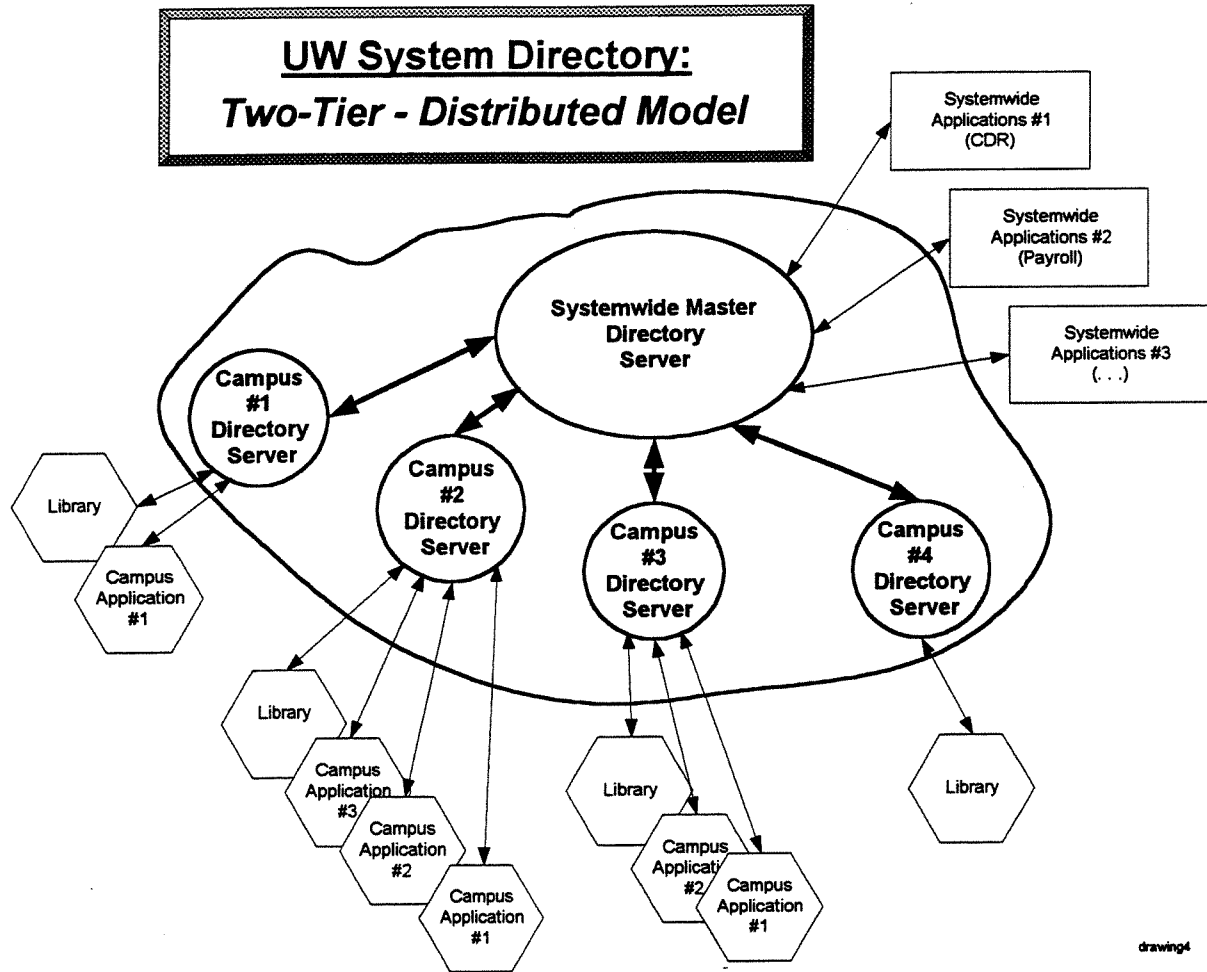 UW System Directory:
Two-Tier - Distributed Model
Systemwide
Applications #1
(CDR)
Systemwide
Applications #2
(Payroll)
Systemwide
Applications #3
(. . .)
Systemwide Master
Directory
Server
Campus
#1
Directory
Server
Campus
#2
Directory
Server
Campus
#3
Directory
Server
Campus
#4
Directory
Server
Library
Campus
Application
#1
Library
Campus
Application
#3
Campus
Application
#2
Campus
Application
#1
Library
Campus
Applicati
#2
Campus
Application
#1
Library
drawing4